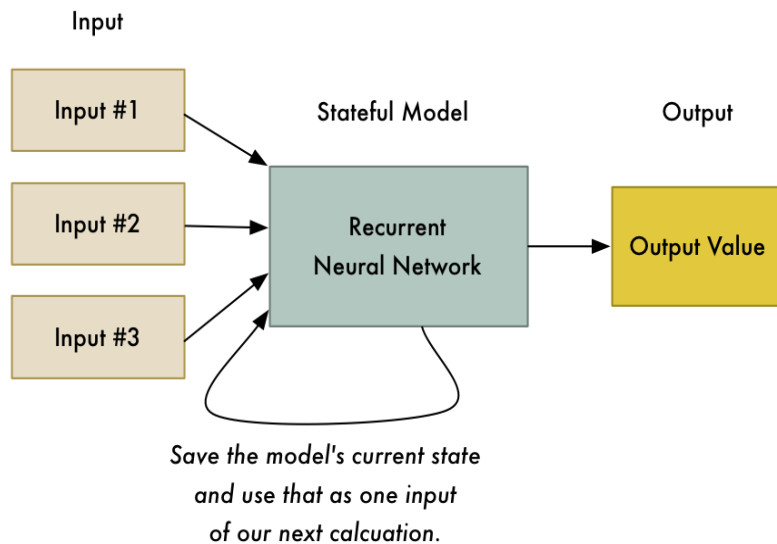 Input
Input #1
Input #2
Input #3
Stateful Model
Recurrent
Neural Network
Output
Output Value
Save the model's current state
and use that as one input
of our next calcuation.